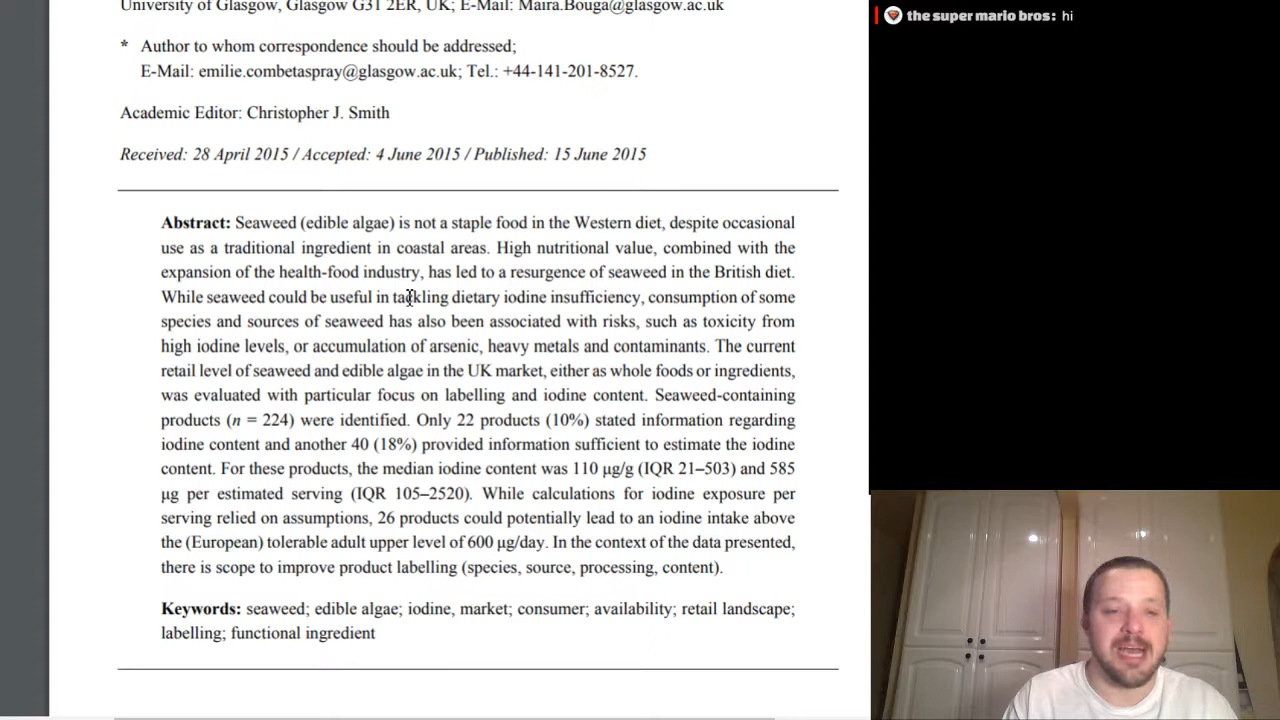 University of Glasgow, Glasgow G31 2ER, UK; E-Mail: Maira.Bouga@glasgow.ac.uk
* Author to whom correspondence should be addressed;
E-Mail: emilie.combetaspray@glasgow.ac.uk; Tel.: +44-141-201-8527.
Academic Editor: Christopher J. Smith
Received: 28 April 2015 / Accepted: 4 June 2015 / Published: 15 June 2015
Abstract: Seaweed (edible algae) is not a staple food in the Western diet, despite occasional
use as a traditional ingredient in coastal areas. High nutritional value, combined with the
expansion of the health-food industry, has led to a resurgence of seaweed in the British diet.
While seaweed could be useful in tackling dietary iodine insufficiency, consumption of some
species and sources of seaweed has also been associated with risks, such as toxicity from
high iodine levels, or accumulation of arsenic, heavy metals and contaminants. The current
retail level of seaweed and edible algae in the UK market, either as whole foods or ingredients,
was evaluated with particular focus on labelling and iodine content. Seaweed-containing
products (n = 224) were identified. Only 22 products (10%) stated information regarding
iodine content and another 40 (18%) provided information sufficient to estimate the iodine
content. For these products, the median iodine content was 110 μg/g (IQR 21–503) and 585
μg per estimated serving (IQR 105–2520). While calculations for iodine exposure per
serving relied on assumptions, 26 products could potentially lead to an iodine intake above
the (European) tolerable adult upper level of 600 μg/day. In the context of the data presented,
there is scope to improve product labelling (species, source, processing, content).
Keywords: seaweed; edible algae; iodine, market; consumer; availability; retail landscape;
labelling; functional ingredient
the super mario bros: hi